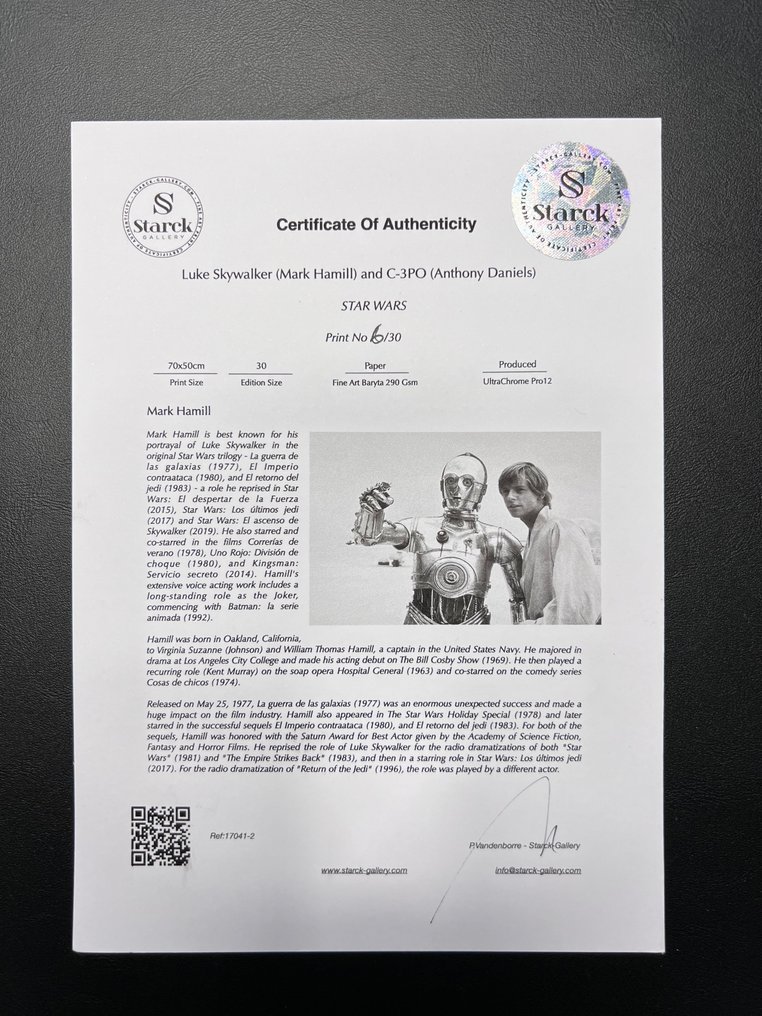 Starck
GALLERY
STARCK-GALLERY.COM
CERTIFICATE OF AUTHENTICITY
Starck
GALLERY
Certificate Of Authenticity
Luke Skywalker (Mark Hamill) and C-3PO (Anthony Daniels)
STAR WARS
Print No 6/30
70x50cm 30 Paper Produced
Print Size Edition Size Fine Art Baryta 290 Gsm UltraChrome Pro12
Mark Hamill
Mark Hamill is best known for his
portrayal of Luke Skywalker in the
original Star Wars trilogy - La guerra de
las galaxias (1977), El Imperio
contraataca (1980), and El retorno del
jedi (1983) - a role he reprised in Star
Wars: El despertar de la Fuerza
(2015), Star Wars: Los últimos jedi
(2017) and Star Wars: El ascenso de
Skywalker (2019). He also starred and
co-starred in the films Correrías de
verano (1978), Uno Rojo: División de
choque (1980), and Kingsman:
Servicio secreto (2014). Hamill's
extensive voice acting work includes a
long-standing role as the Joker,
commencing with Batman: la serie
animada (1992).
Hamill was born in Oakland, California,
to Virginia Suzanne (Johnson) and William Thomas Hamill, a captain in the United States Navy. He majored in
drama at Los Angeles City College and made his acting debut on The Bill Cosby Show (1969). He then played a
recurring role (Kent Murray) on the soap opera Hospital General (1963) and co-starred on the comedy series
Cosas de chicos (1974).
Released on May 25, 1977, La guerra de las galaxias (1977) was an enormous unexpected success and made a
huge impact on the film industry. Hamill also appeared in The Star Wars Holiday Special (1978) and later
starred in the successful sequels El Imperio contraataca (1980), and El retorno del jedi (1983). For both of the
sequels, Hamill was honored with the Saturn Award for Best Actor given by the Academy of Science Fiction,
Fantasy and Horror Films. He reprised the role of Luke Skywalker for the radio dramatizations of both "Star
Wars" (1981) and "The Empire Strikes Back" (1983), and then in a starring role in Star Wars: Los últimos jedi
(2017). For the radio dramatization of "Return of the Jedi" (1996), the role was played by a different actor.
Ref:17041-2
P.Vandenborre - Starck-Gallery
www.starck-gallery.com info@starck-gallery.com